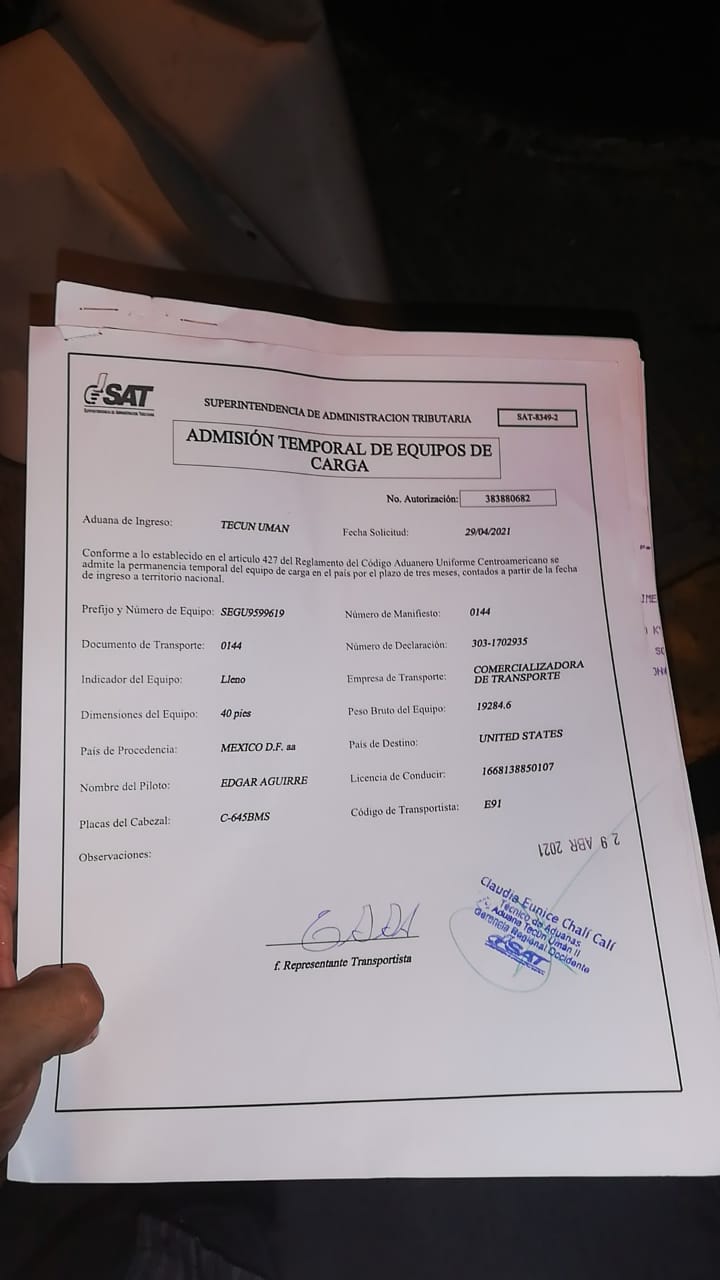 SAT
SUPERINTENDENCIA DE ADMINISTRACION TRIBUTARIA
SUPERINTENDENCIA DE ADMINISTRACION TRIBUTARIA
SAT-8349-2
ADMISIÓN TEMPORAL DE EQUIPOS DE
CARGA
No. Autorización: 383880682
Aduana de Ingreso: TECUN UMAN Fecha Solicitud: 29/04/2021
Conforme a lo establecido en el articulo 427 del Reglamento del Código Aduanero Uniforme Centroamericano se
admite la permanencia temporal del equipo de carga en el país por el plazo de tres meses, contados a partir de la fecha
de ingreso a territorio nacional.
Prefijo y Número de Equipo: SEGU9599619 Número de Manifiesto: 0144
Documento de Transporte: 0144 Número de Declaración: 303-1702935
Indicador del Equipo: Lleno Empresa de Transporte: COMERCIALIZADORA
DE TRANSPORTE
Dimensiones del Equipo: 40 pies Peso Bruto del Equipo: 19284.6
País de Procedencia: MEXICO D.F. aa País de Destino: UNITED STATES
Nombre del Piloto: EDGAR AGUIRRE Licencia de Conducir: 1668138850107
Placas del Cabezal: C-645BMS Código de Transportista: E91
Observaciones:
29 ABR 2021
Claudia Eunice Chalí Calí
Técnico de Aduanas
Aduana Tecún Umán II
Gerencia Regional Occidente
SAT
f. Representante Transportista